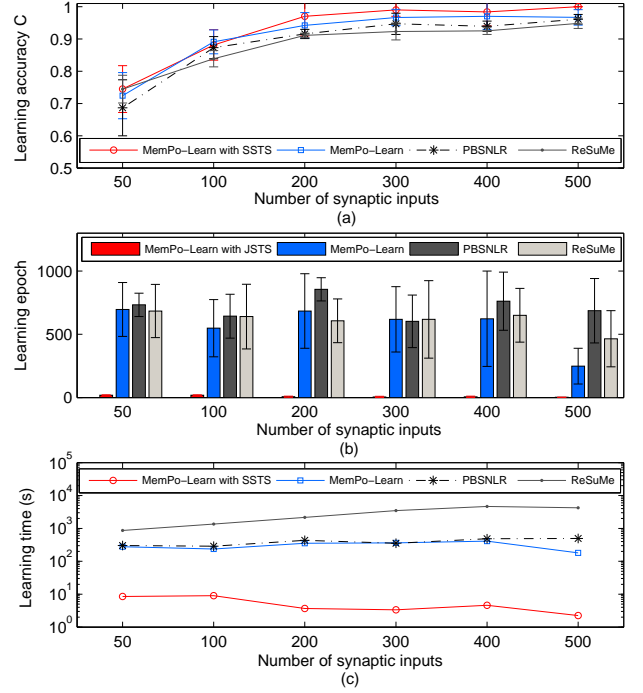 1
0.9
0.8
0.7
0.6
0.5
Learning accuracy C
MemPo−Learn with SSTS MemPo−Learn PBSNLR ReSuMe
50 100 200 300 400 500
Number of synaptic inputs
(a)
MemPo−Learn with JSTS MemPo−Learn PBSNLR ReSuMe
1000
500
0
Learning epoch
50 100 200 300 400 500
Number of synaptic inputs
(b)
10^5
MemPo−Learn with SSTS MemPo−Learn PBSNLR ReSuMe
10^4
10^3
10^2
10^1
10^0
Learning time (s)
50 100 200 300 400 500
Number of synaptic inputs
(c)